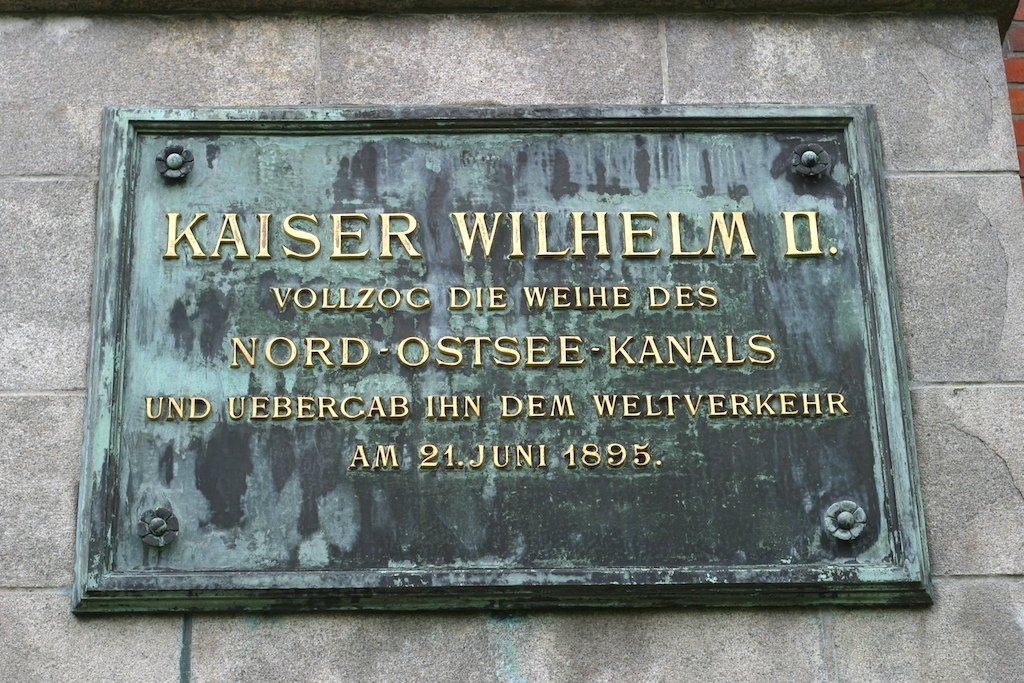 KAISER WILHELM II.
VOLLZOG DIE WEIHE DES
NORD-OSTSEE-KANALS
UND UEBERGAB IHN DEM WELTVERKEHR
AM 21. JUNI 1895.